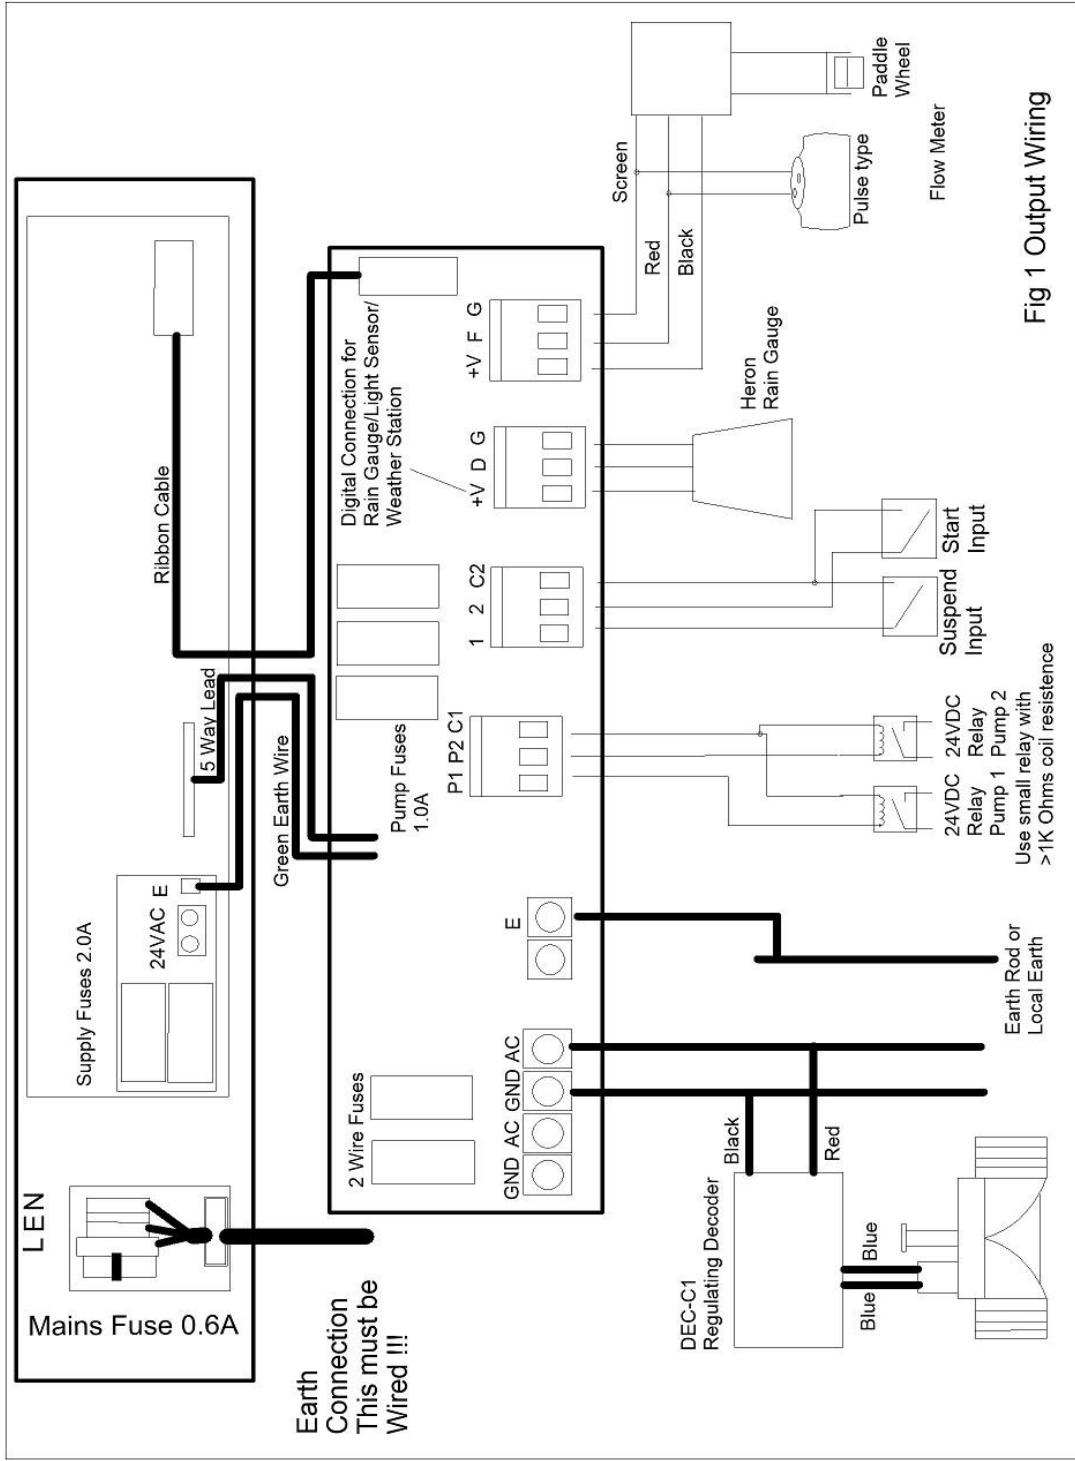 LEN
Mains Fuse 0.6A
Supply Fuses 2.0A
24VAC
E
5 Way Lead
Ribbon Cable
Green Earth Wire
Earth
Connection
This must be
Wired !!!
2 Wire Fuses
GND AC GND AC
E
Pump Fuses
1.0A
P1 P2 C1
1 2 C2
Digital Connection for
Rain Gauge/Light Sensor/
Weather Station
+V D G
+V F G
DEC-C1
Regulating Decoder
Black
Red
Blue
Blue
Earth Rod or
Local Earth
24VDC
Relay
Pump 1
24VDC
Relay
Pump 2
Use small relay with
>1K Ohms coil resistence
Suspend
Input
Start
Input
Heron
Rain Gauge
Screen
Red
Black
Pulse type
Paddle
Wheel
Flow Meter
Fig 1 Output Wiring